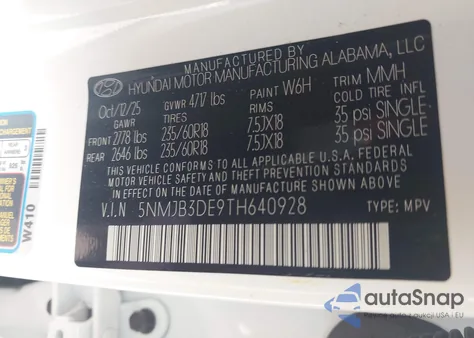 MANUFACTURED BY
HYUNDAI MOTOR MANUFACTURING ALABAMA, LLC
Oct/12/25 GVWR 4717 lbs PAINT W6H TRIM MMH
GAWR TIRES RIMS COLD TIRE INFL
FRONT 2778 lbs 235/60R18 7.5JX18 35 psi SINGLE
REAR 2646 lbs 235/60R18 7.5JX18 35 psi SINGLE
THIS VEHICLE CONFORMS TO ALL APPLICABLE U.S.A. FEDERAL
MOTOR VEHICLE SAFETY, BUMPER, AND THEFT PREVENTION STANDARDS
IN EFFECT ON THE DATE OF MANUFACTURE SHOWN ABOVE.
V.I.N 5NMJB3DE9TH640928 TYPE: MPV
W410
autoSnap